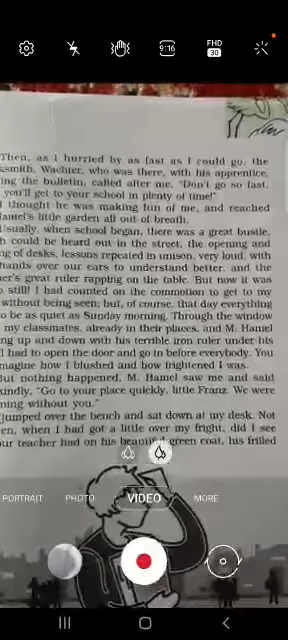 9:16
FHD
30
Then, as I hurried by as fast as I could go, the
ksmith, Wachter, who was there, with his apprentice,
ing the bulletin, called after me, "Don't go so fast,
you'll get to your school in plenty of time!"
I thought he was making fun of me, and reached
Hamel's little garden all out of breath.
Usually, when school began, there was a great bustle,
h could be heard out in the street, the opening and
ng of desks, lessons repeated in unison, very loud, with
hands over our ears to understand better, and the
her's great ruler rapping on the table. But now it was
o still! I had counted on the commotion to get to my
without being seen; but, of course, that day everything
o be as quiet as Sunday morning. Through the window
my classmates, already in their places, and M. Hamel
ng up and down with his terrible iron ruler under his
I had to open the door and go in before everybody. You
magine how I blushed and how frightened I was.
But nothing happened. M. Hamel saw me and said
kindly, "Go to your place quickly, little Franz. We were
ning without you."
jumped over the bench and sat down at my desk. Not
en, when I had got a little over my fright, did I see
ur teacher had on his beautiful green coat, his frilled
PORTRAIT PHOTO VIDEO MORE